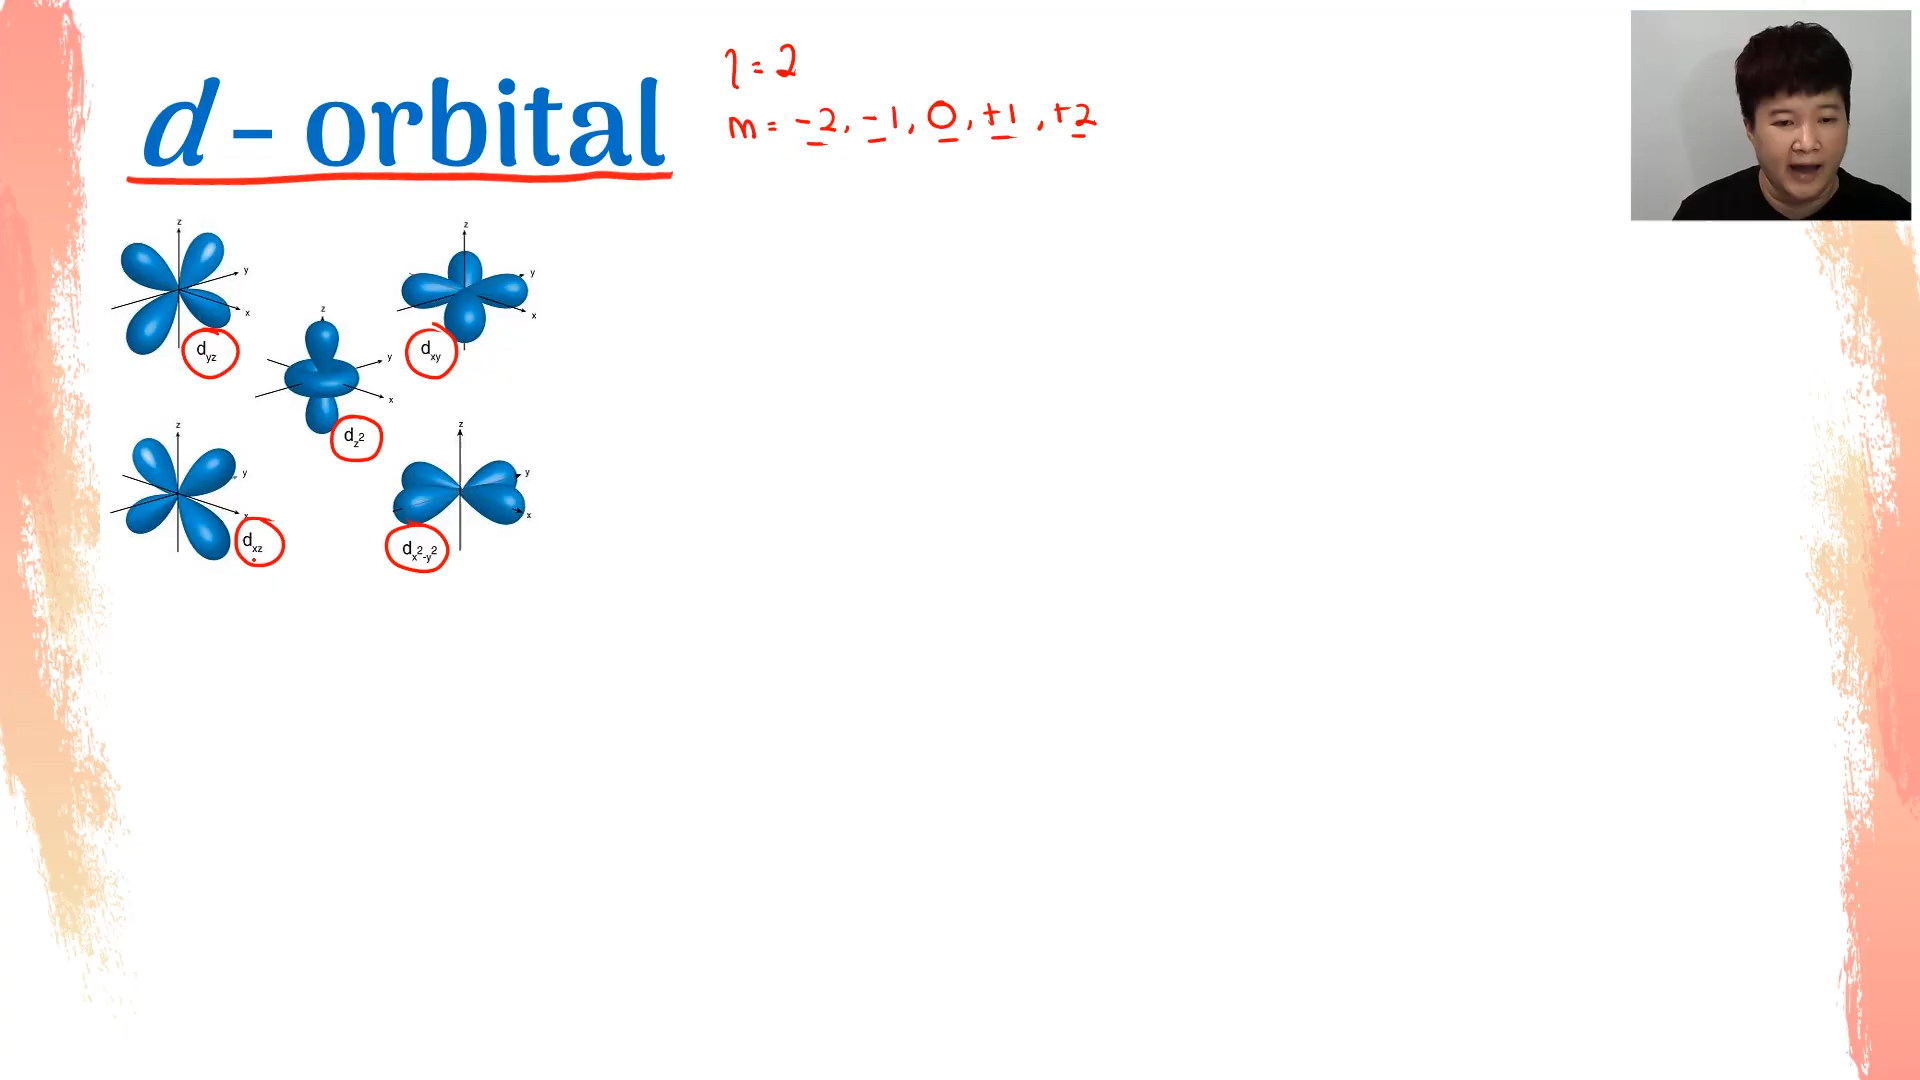 d - orbital
l = 2
m = -2, -1, 0, +1, +2
z
y
x
d_yz
z
y
x
d_xy
z
y
x
d_z²
z
y
x
d_xz
z
y
x
d_x²-y²